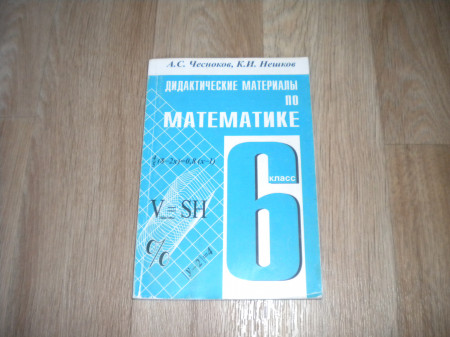 А.С. Чесноков, К.И. Нешков
ДИДАКТИЧЕСКИЕ МАТЕРИАЛЫ
ПО
МАТЕМАТИКЕ
6
класс
V = SH
%